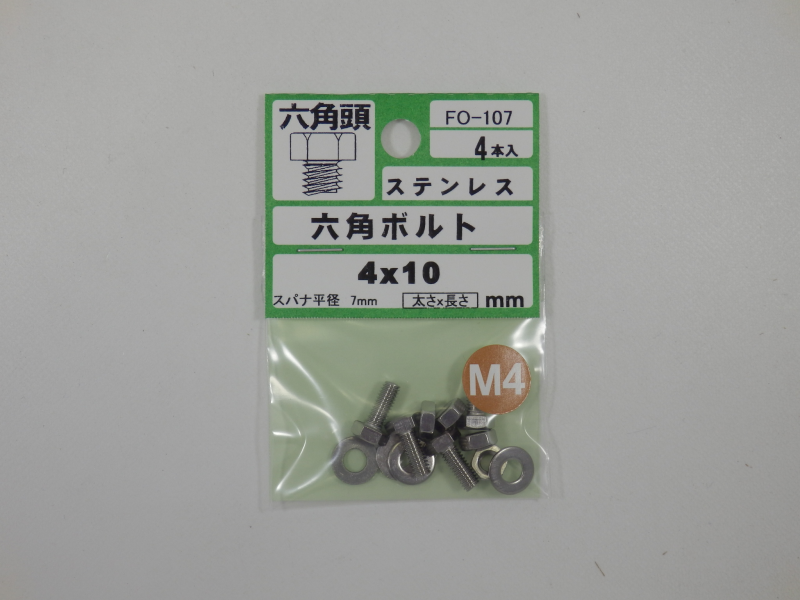 六角頭
FO-107
4本入
ステンレス
六角ボルト
4x10
スパナ平径 7mm 太さx長さ mm
M4